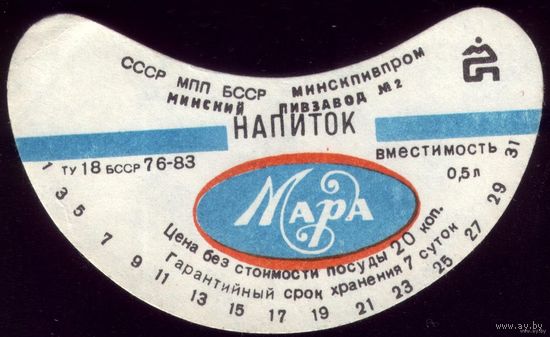 СССР МПП БССР МИНСКПИВПРОМ
МИНСКИЙ ПИВЗАВОД №2
НАПИТОК
ТУ 18 БССР 76-83
ВМЕСТИМОСТЬ
0,5л
Мара
Цена без стоимости посуды 20 коп.
Гарантийный срок хранения 7 суток
1 3 5 7 9 11 13 15 17 19 21 23 25 27 29 31
www.ay.by